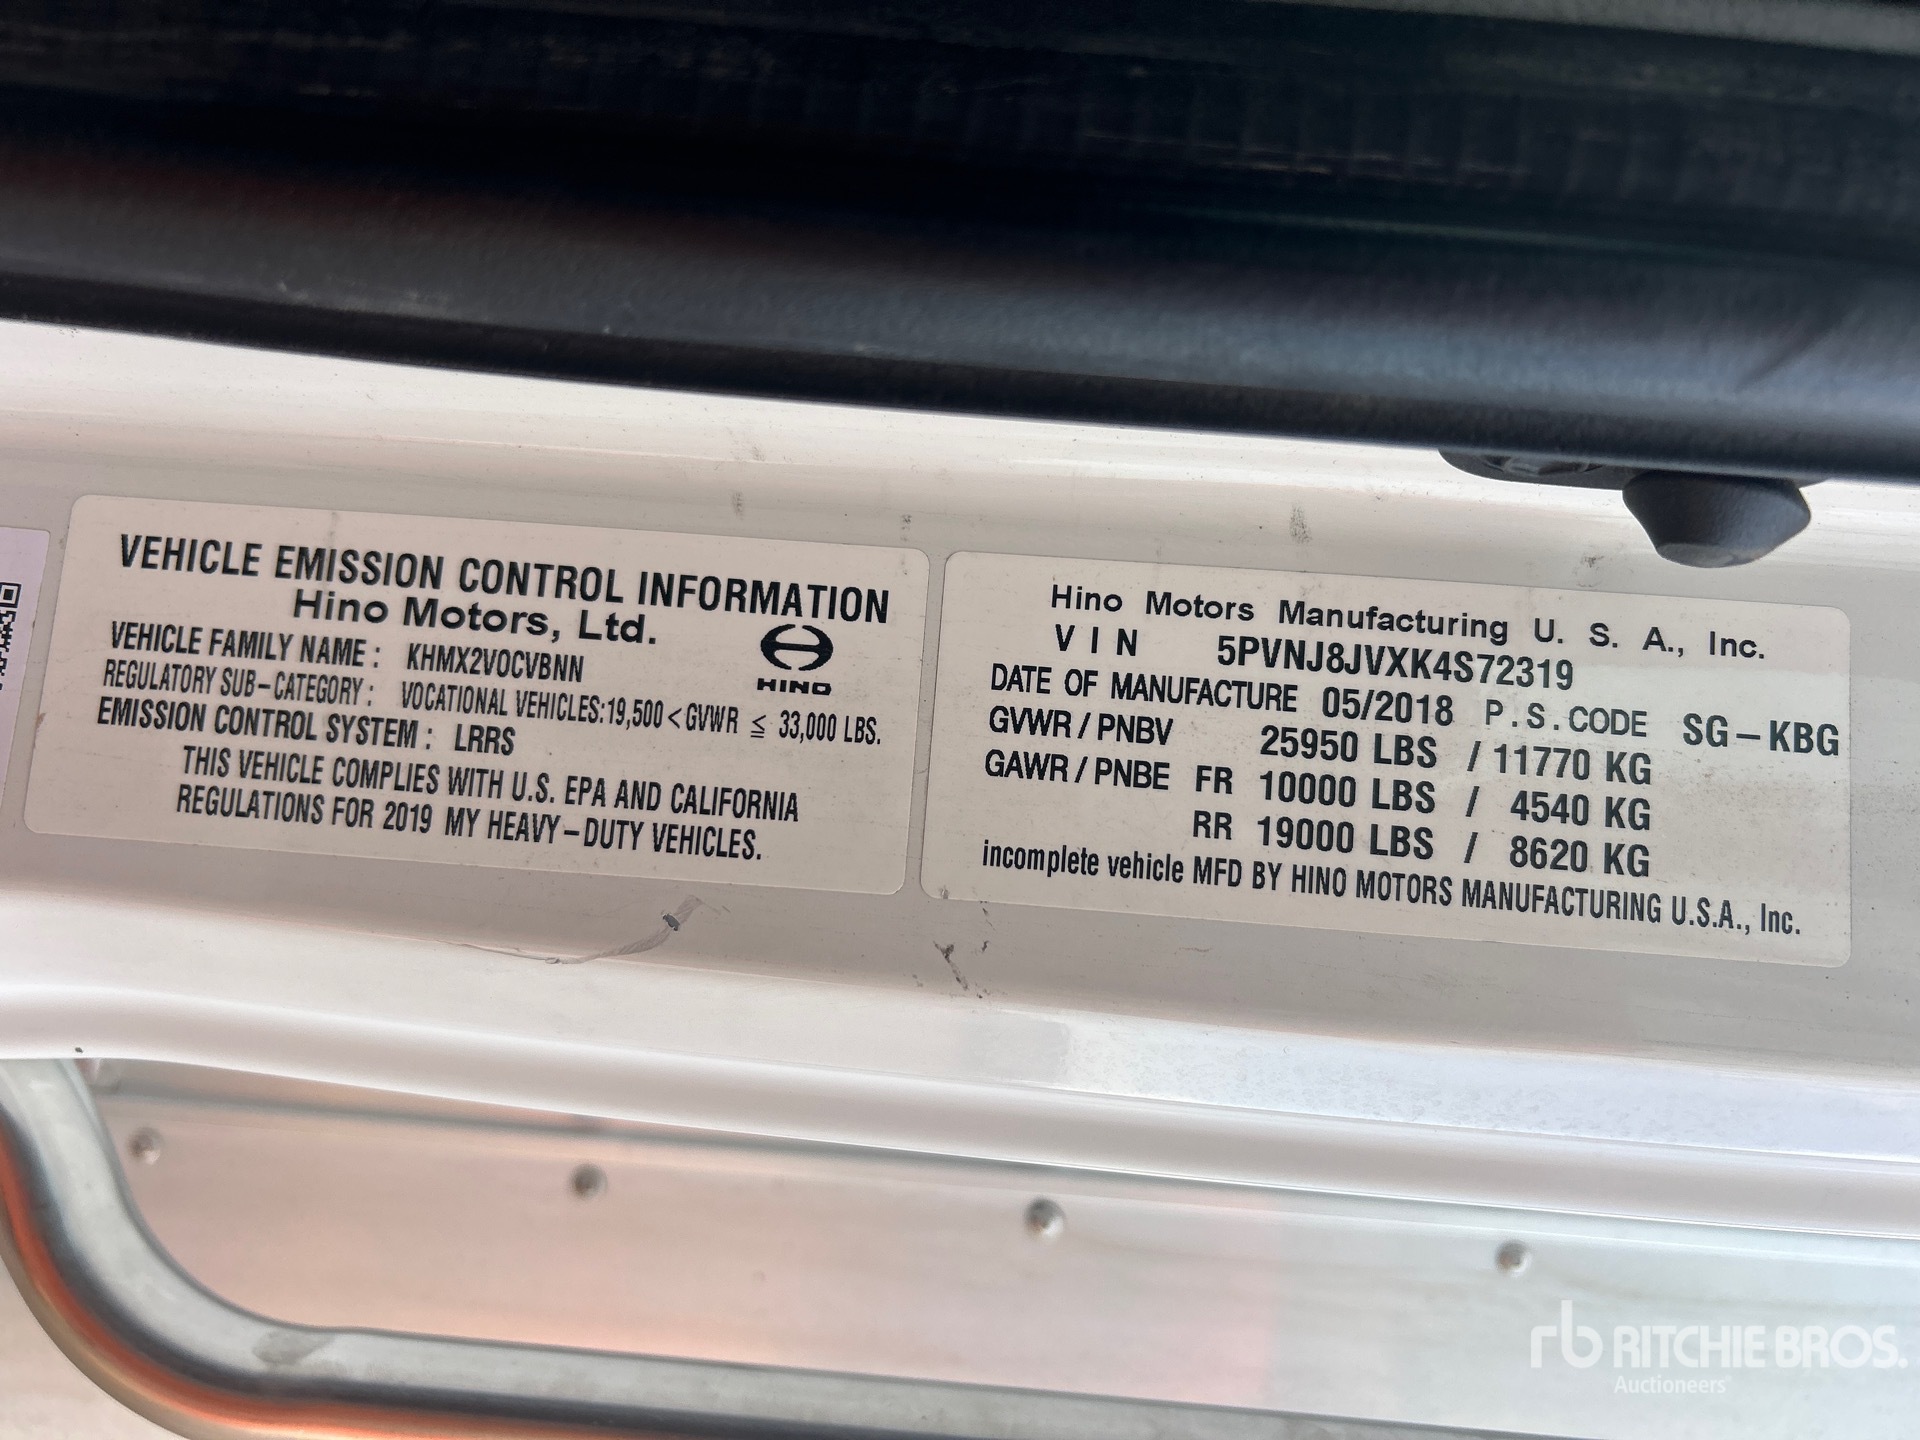 VEHICLE EMISSION CONTROL INFORMATION
Hino Motors, Ltd.
VEHICLE FAMILY NAME : KHMX2VOCVBNN
HINO
REGULATORY SUB-CATEGORY : VOCATIONAL VEHICLES:19,500 < GVWR ≦ 33,000 LBS.
EMISSION CONTROL SYSTEM : LRRS
THIS VEHICLE COMPLIES WITH U.S. EPA AND CALIFORNIA
REGULATIONS FOR 2019 MY HEAVY-DUTY VEHICLES.
Hino Motors Manufacturing U. S. A., Inc.
VIN 5PVNJ8JVXK4S72319
DATE OF MANUFACTURE 05/2018 P.S.CODE SG-KBG
GVWR / PNBV 25950 LBS / 11770 KG
GAWR / PNBE FR 10000 LBS / 4540 KG
RR 19000 LBS / 8620 KG
incomplete vehicle MFD BY HINO MOTORS MANUFACTURING U.S.A., Inc.
rb RITCHIE BROS.
Auctioneers